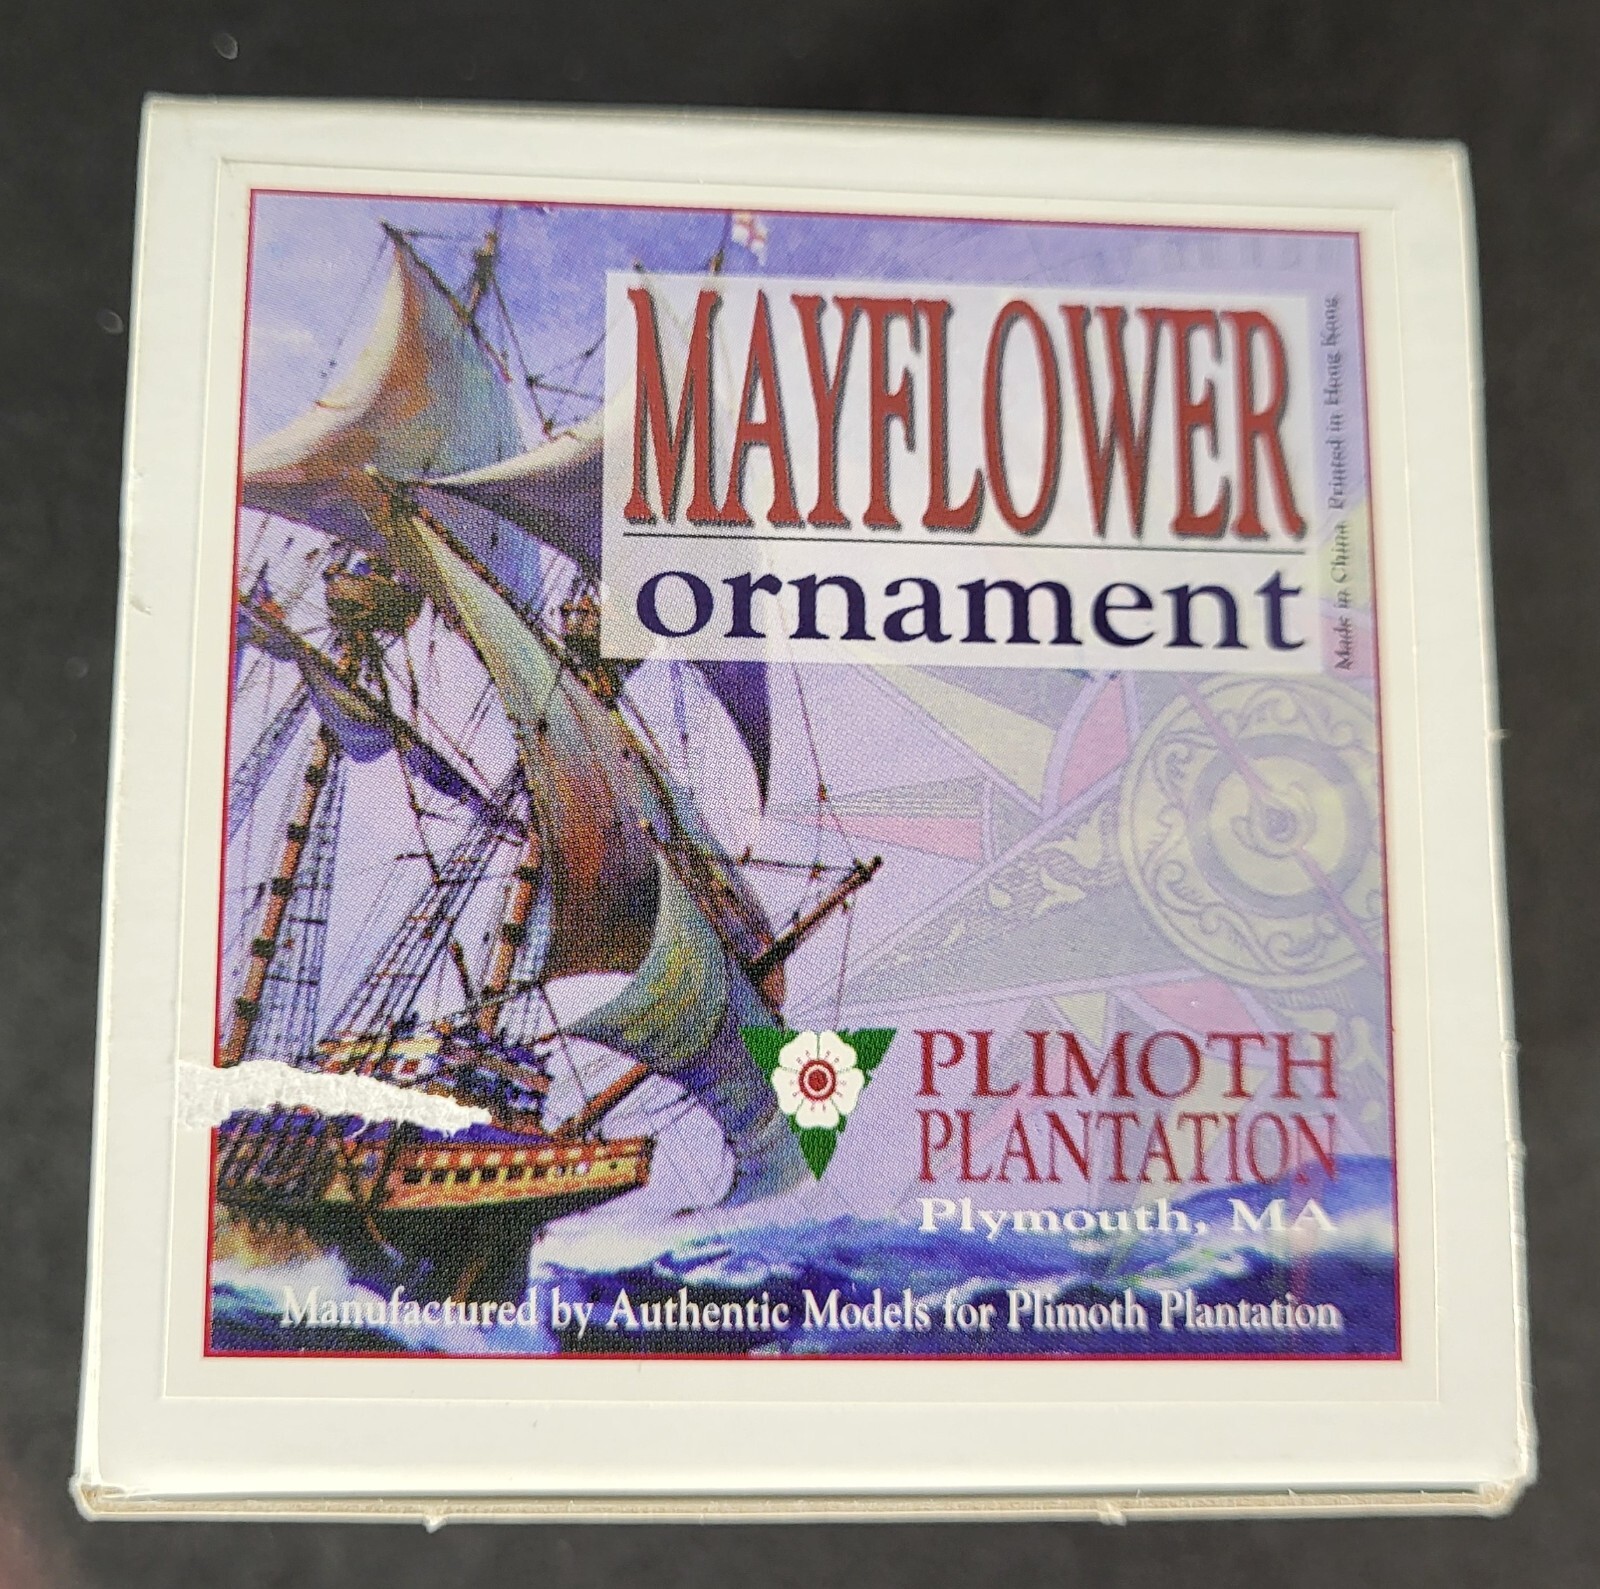 MAYFLOWER
ornament
Made in China Printed in Hong Kong
PLIMOTH
PLANTATION
Plymouth, MA
Manufactured by Authentic Models for Plimoth Plantation